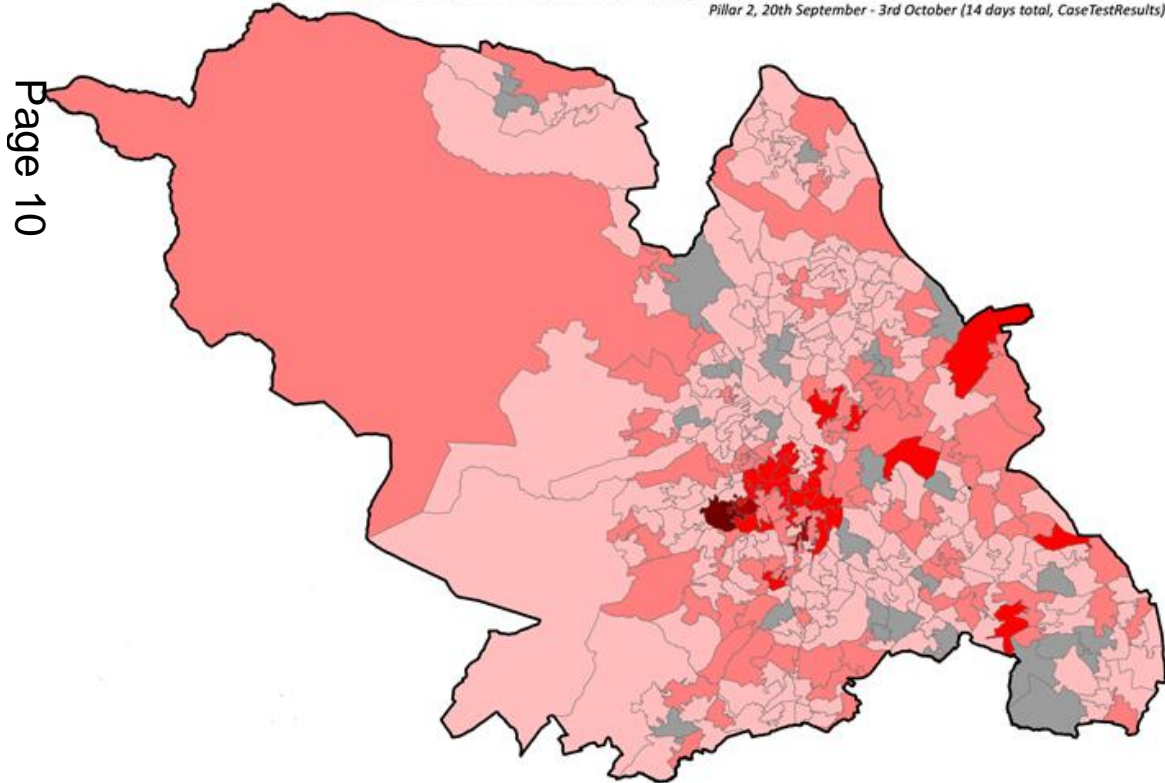 Pillar 2, 20th September - 3rd October (14 days total, CaseTestResults)
Page 10